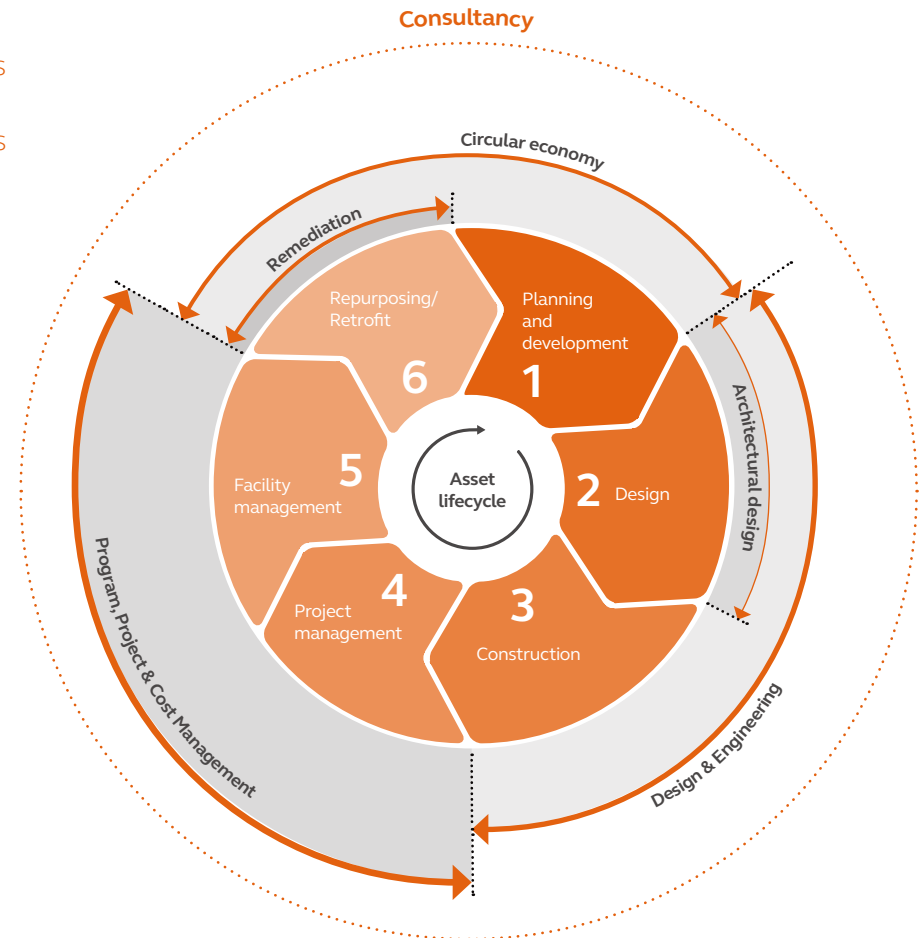 Consultancy
s
s
Circular economy
Remediation
Repurposing/
Retrofit
6
Planning
and
development
1
Architectural design
Asset
lifecycle
5
Facility
management
2 Design
4
Project
management
3
Construction
Program, Project & Cost Management
Design & Engineering